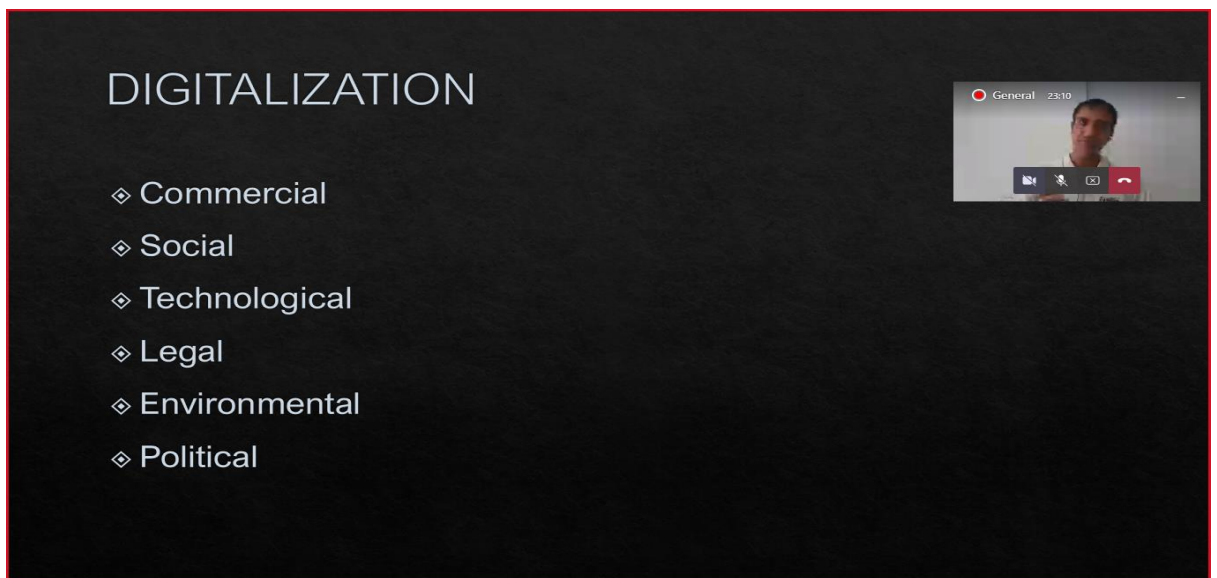 DIGITALIZATION
General 23:10
Commercial
Social
Technological
Legal
Environmental
Political